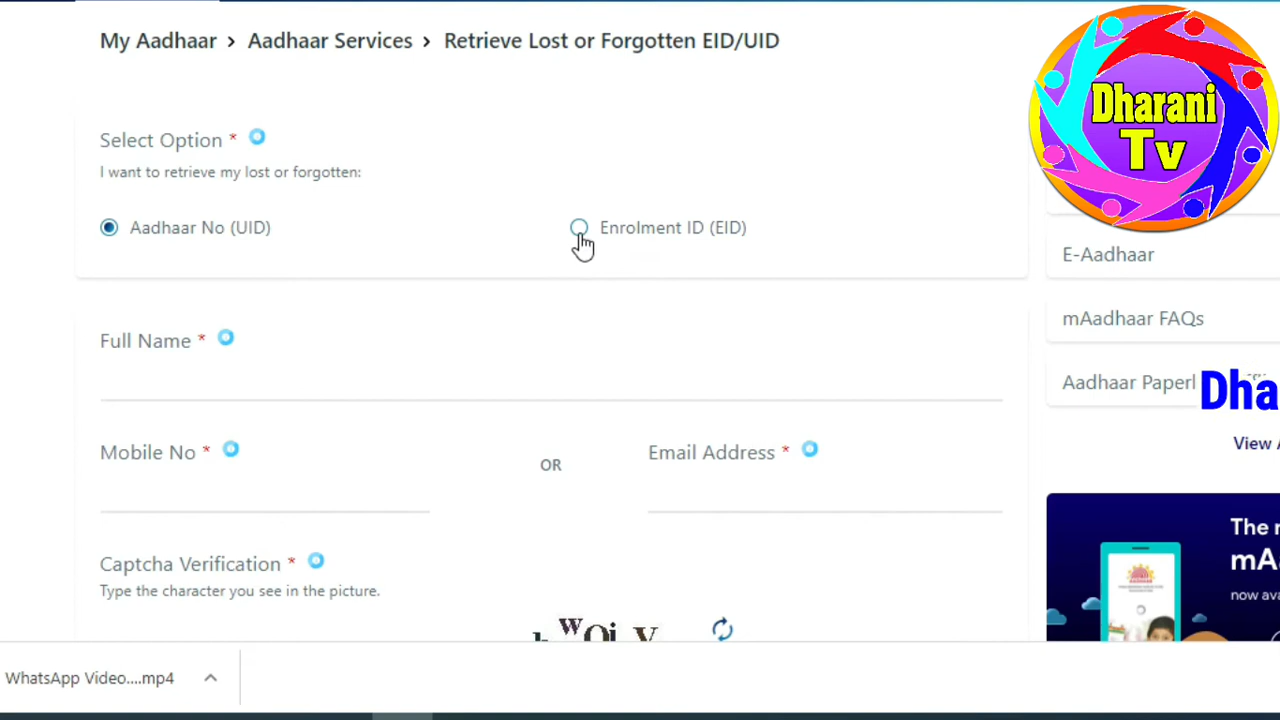 My Aadhaar › Aadhaar Services › Retrieve Lost or Forgotten EID/UID
Dharani
Tv
Select Option *
I want to retrieve my lost or forgotten:
Aadhaar No (UID)
Enrolment ID (EID)
E-Aadhaar
Full Name *
mAadhaar FAQs
Aadhaar Paperl
Dha
View A
Mobile No *
OR
Email Address *
The n
mAa
now ava
Captcha Verification *
Type the character you see in the picture.
WhatsApp Video....mp4